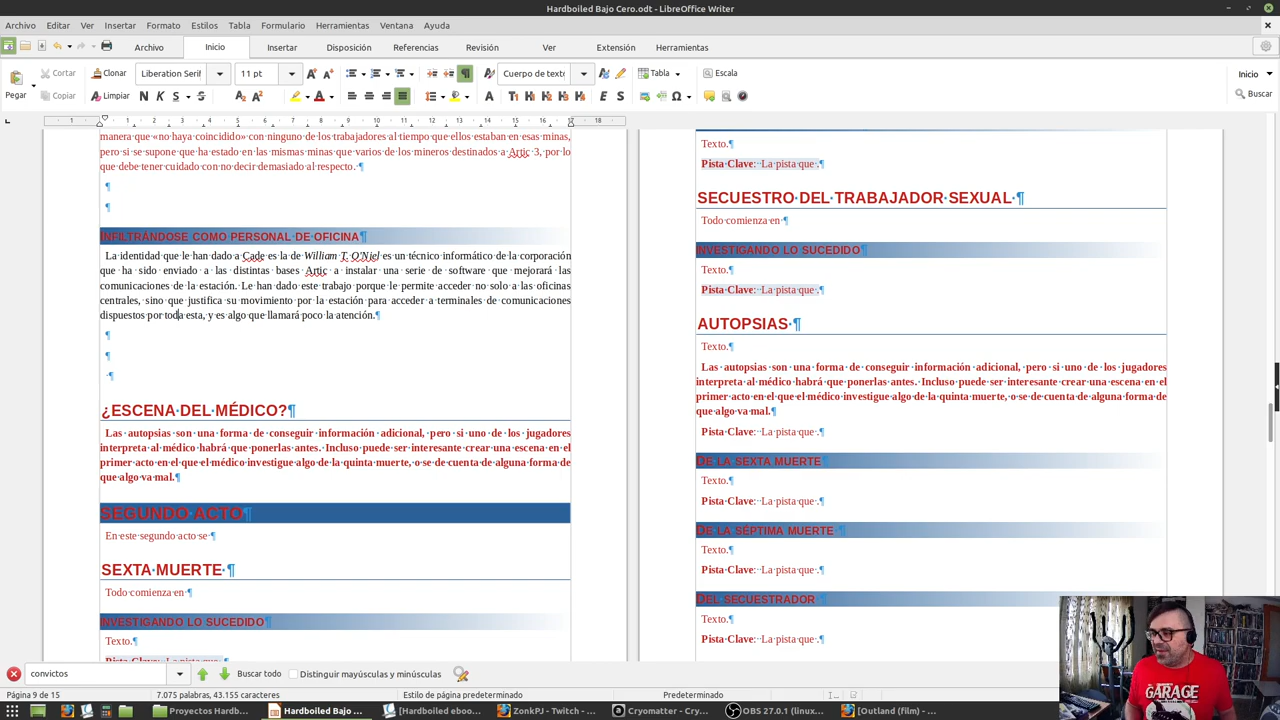 Hardboiled Bajo Cero.odt - LibreOffice Writer
Archivo Editar Ver Insertar Formato Estilos Tabla Formulario Herramientas Ventana Ayuda
Archivo Inicio Insertar Disposición Referencias Revisión Ver Extensión Herramientas
Pegar Cortar Copiar Clonar Limpiar Liberation Serif 11 pt Cuerpo de texto Tabla Escala Inicio Buscar
manera que «no haya coincidido» con ninguno de los trabajadores al tiempo que ellos estaban en esas minas,
pero si se supone que ha estado en las mismas minas que varios de los mineros destinados a Artic 3, por lo
que debe tener cuidado con no decir demasiado al respecto. ¶
¶
¶
INFILTRÁNDOSE COMO PERSONAL DE OFICINA¶
La identidad que le han dado a Cade es la de William T. O'Niel es un técnico informático de la corporación
que ha sido enviado a las distintas bases Artic a instalar una serie de software que mejorará las
comunicaciones de la estación. Le han dado este trabajo porque le permite acceder no solo a las oficinas
centrales, sino que justifica su movimiento por la estación para acceder a terminales de comunicaciones
dispuestos por toda esta, y es algo que llamará poco la atención.¶
¶
¶
¶
¿ESCENA DEL MÉDICO?¶
Las autopsias son una forma de conseguir información adicional, pero si uno de los jugadores
interpreta al médico habrá que ponerlas antes. Incluso puede ser interesante crear una escena en el
primer acto en el que el médico investigue algo de la quinta muerte, o se de cuenta de alguna forma de
que algo va mal.¶
SEGUNDO ACTO¶
En este segundo acto se ¶
SEXTA MUERTE ¶
Todo comienza en ¶
INVESTIGANDO LO SUCEDIDO¶
Texto.¶
Pista Clave: La pista que .¶
Texto.¶
Pista Clave: La pista que .¶
SECUESTRO DEL TRABAJADOR SEXUAL ¶
Todo comienza en ¶
INVESTIGANDO LO SUCEDIDO¶
Texto.¶
Pista Clave: La pista que .¶
AUTOPSIAS ¶
Texto.¶
Las autopsias son una forma de conseguir información adicional, pero si uno de los jugadores
interpreta al médico habrá que ponerlas antes. Incluso puede ser interesante crear una escena en el
primer acto en el que el médico investigue algo de la quinta muerte, o se de cuenta de alguna forma de
que algo va mal.¶
Pista Clave: La pista que .¶
DE LA SEXTA MUERTE ¶
Texto.¶
Pista Clave: La pista que .¶
DE LA SÉPTIMA MUERTE ¶
Texto.¶
Pista Clave: La pista que .¶
DEL SECUESTRADOR ¶
Texto.¶
Pista Clave: La pista que .¶
GARAGE
convictos Buscar todo Distinguir mayúsculas y minúsculas
Página 9 de 15 7.075 palabras, 43.155 caracteres Estilo de página predeterminado Predeterminado
Proyectos Hardb... Hardboiled Bajo ... [Hardboiled eboo... ZonkPJ - Twitch - ... Cryomatter - Cry... OBS 27.0.1 (linux... [Outland (film) - ...